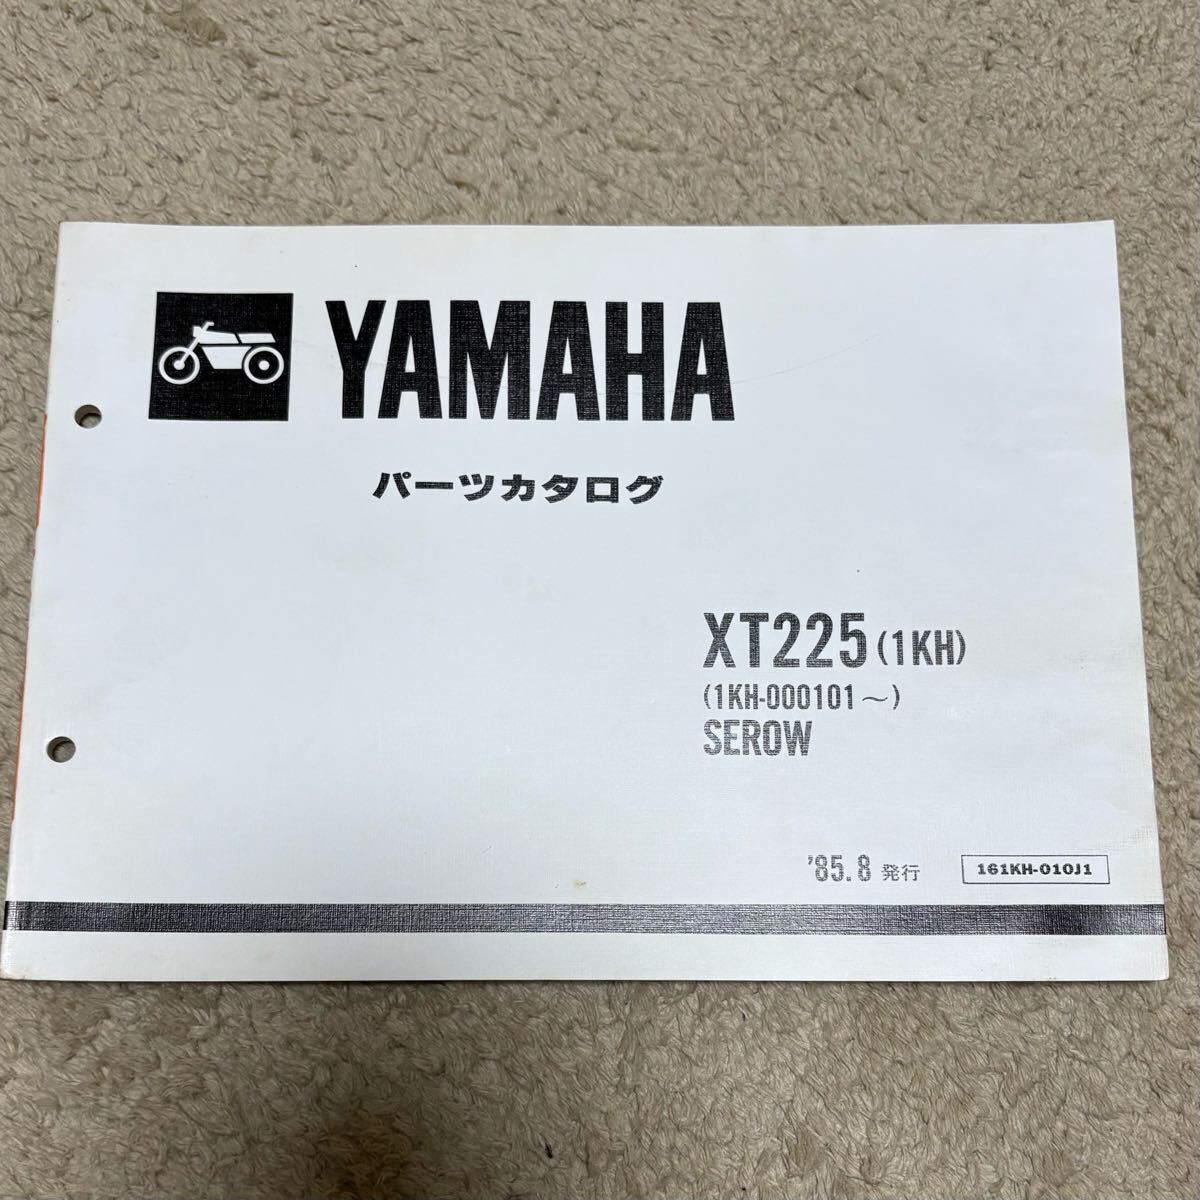 YAMAHA
パーツカタログ
XT225 (1KH)
(1KH-000101～)
SEROW
'85.8 発行
161KH-010J1